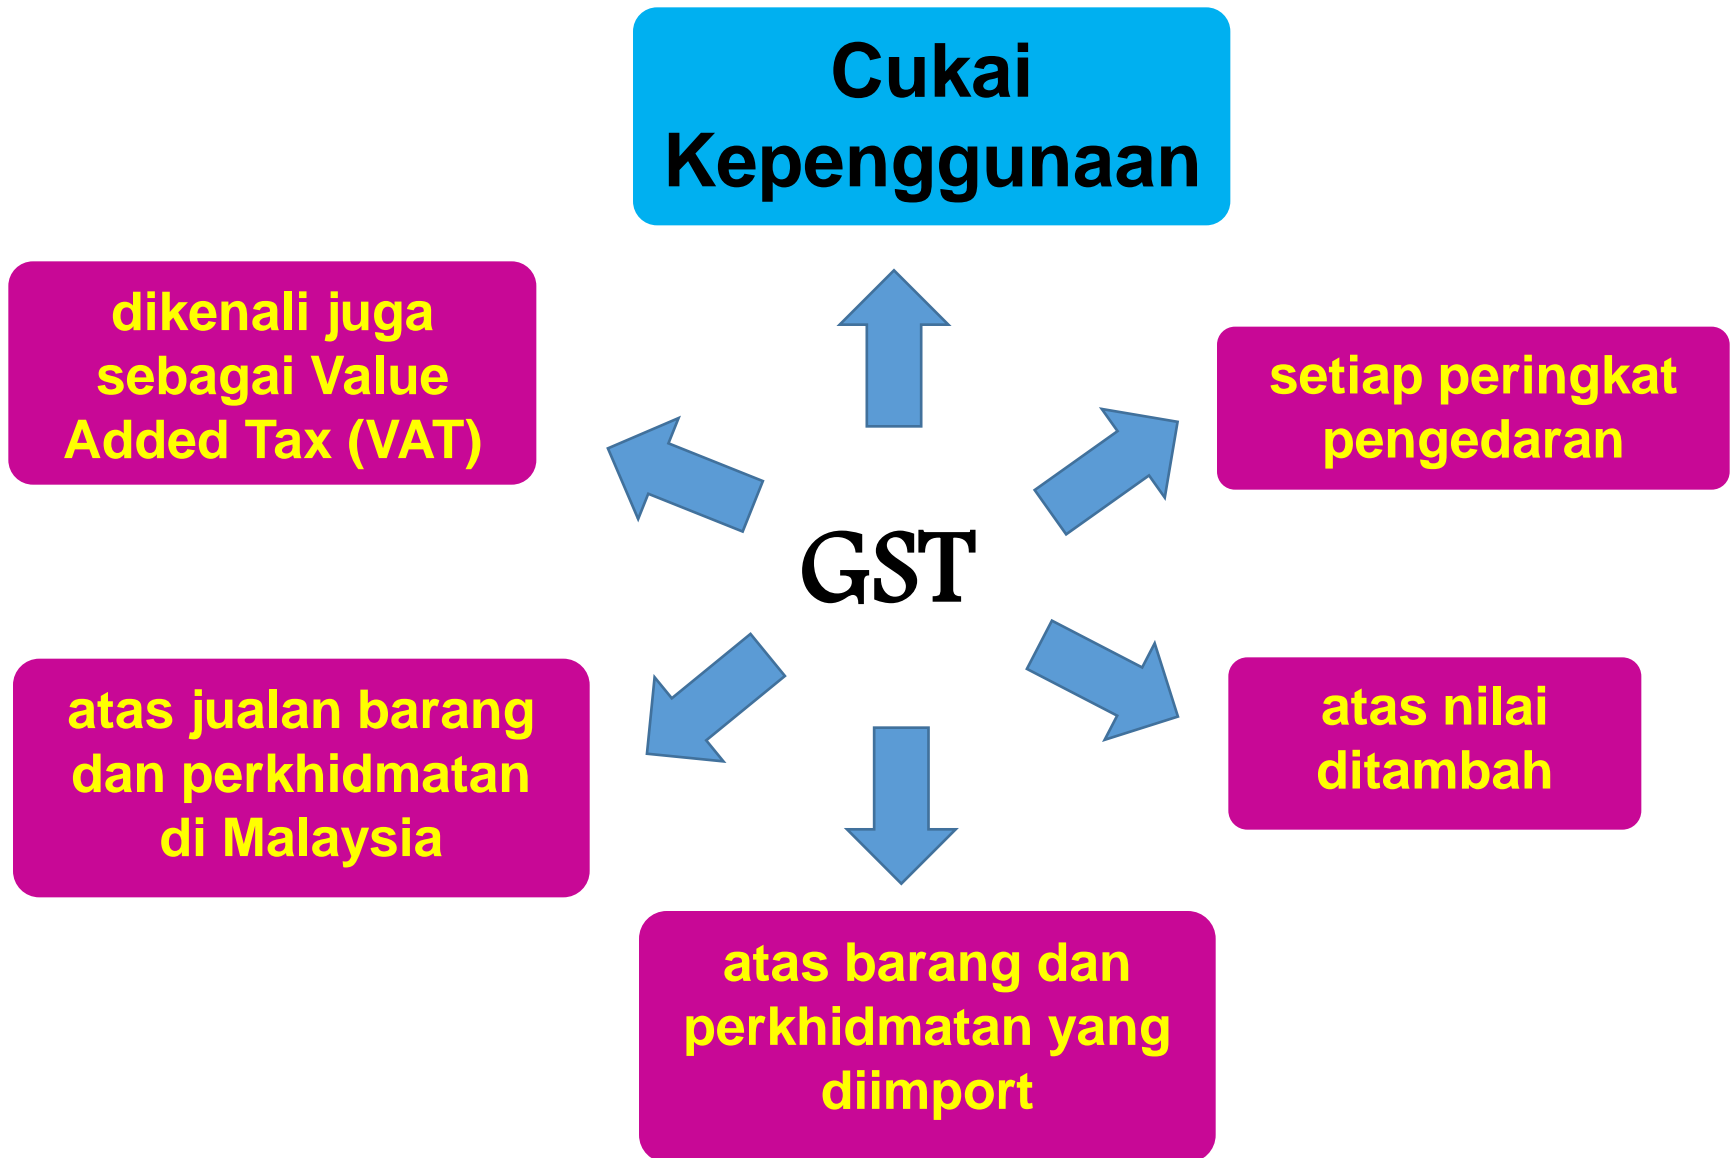 Cukai
Kepenggunaan
dikenali juga
sebagai Value
Added Tax (VAT)
setiap peringkat
pengedaran
GST
atas jualan barang
dan perkhidmatan
di Malaysia
atas nilai
ditambah
atas barang dan
perkhidmatan yang
diimport